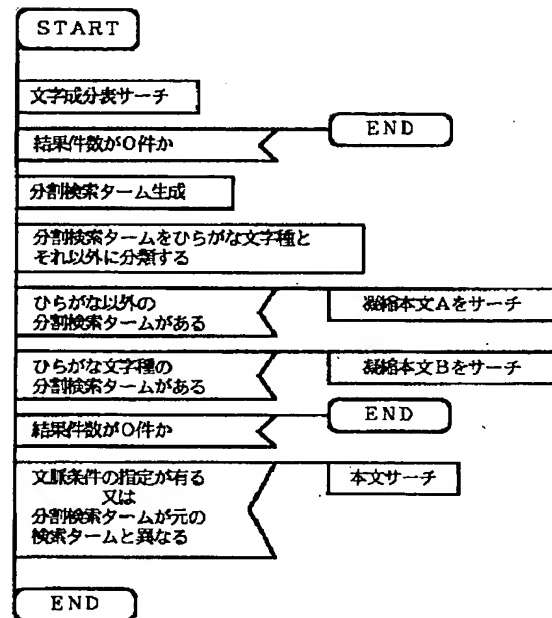 START
文字成分表サーチ
END
結果件数が0件か
分割検索ターム生成
分割検索タームをひらがな文字種と
それ以外に分類する
ひらがな以外の
分割検索タームがある
凝縮本文Aをサーチ
ひらがな文字種の
分割検索タームがある
凝縮本文Bをサーチ
END
結果件数が0件か
文脈条件の指定が有る
又は
分割検索タームが元の
検索タームと異なる
本文サーチ
END